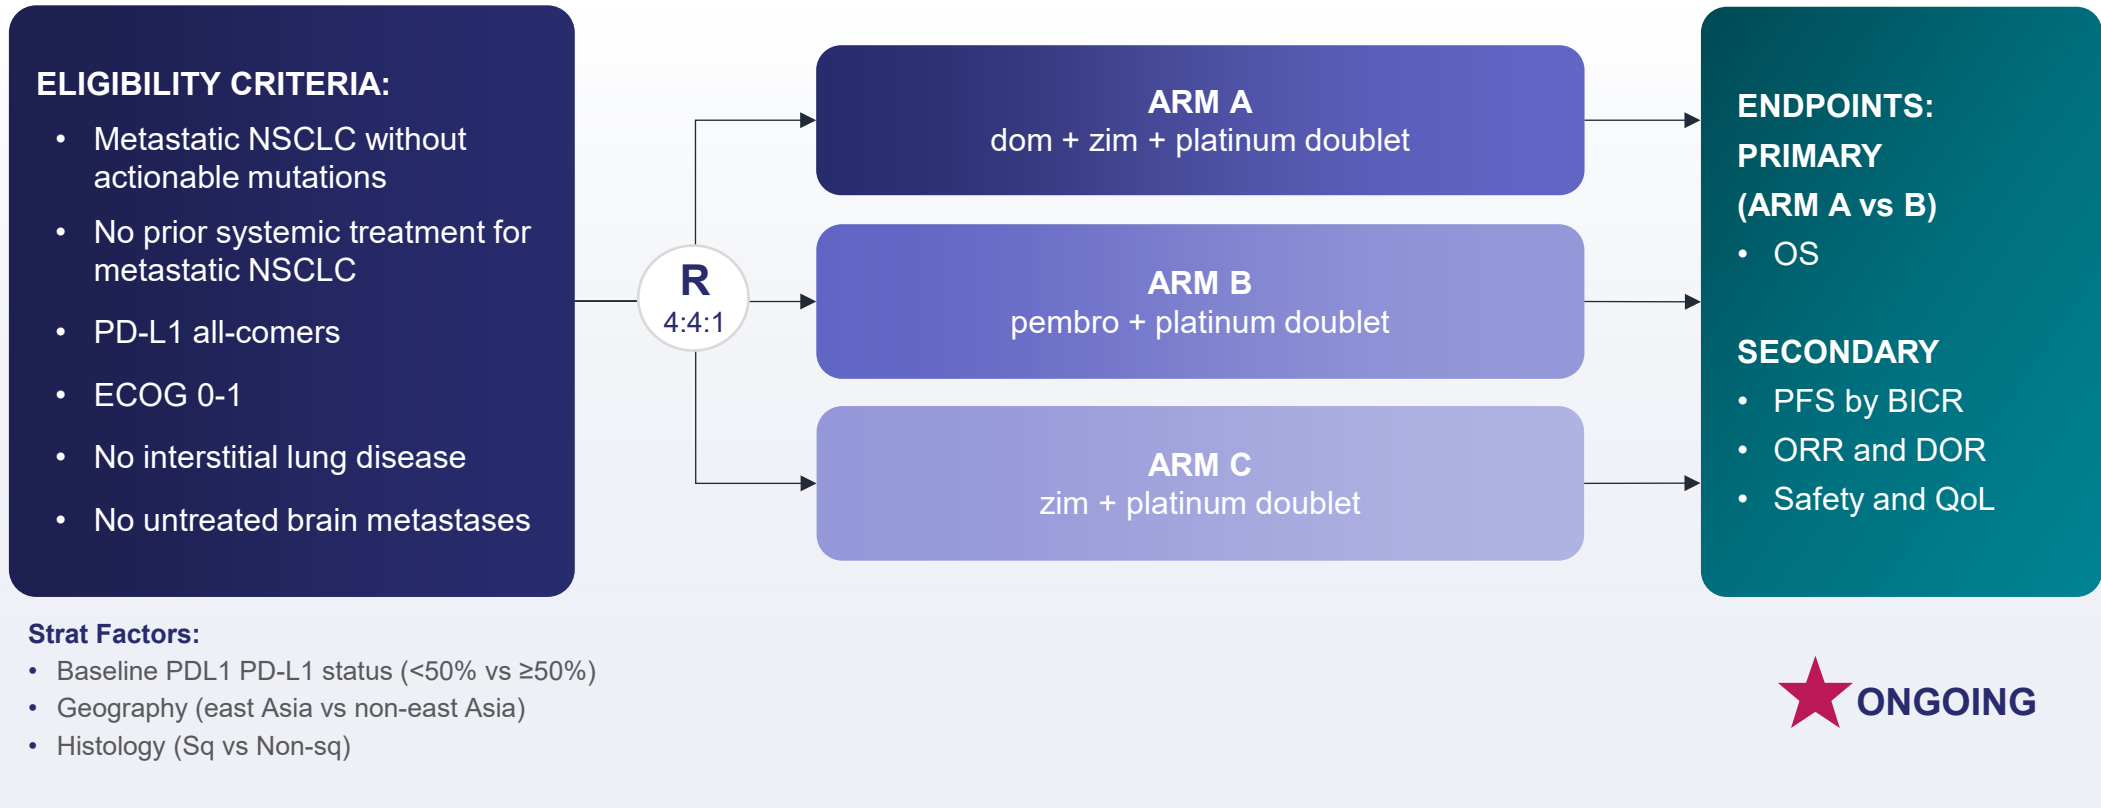 ELIGIBILITY CRITERIA:
• Metastatic NSCLC without
actionable mutations
• No prior systemic treatment for
metastatic NSCLC
• PD-L1 all-comers
• ECOG 0-1
• No interstitial lung disease
• No untreated brain metastases
R
4:4:1
ARM A
dom + zim + platinum doublet
ARM B
pembro + platinum doublet
ARM C
zim + platinum doublet
ENDPOINTS:
PRIMARY
(ARM A vs B)
• OS
SECONDARY
• PFS by BICR
• ORR and DOR
• Safety and QoL
Strat Factors:
• Baseline PDL1 PD-L1 status (<50% vs ≥50%)
• Geography (east Asia vs non-east Asia)
• Histology (Sq vs Non-sq)
ONGOING